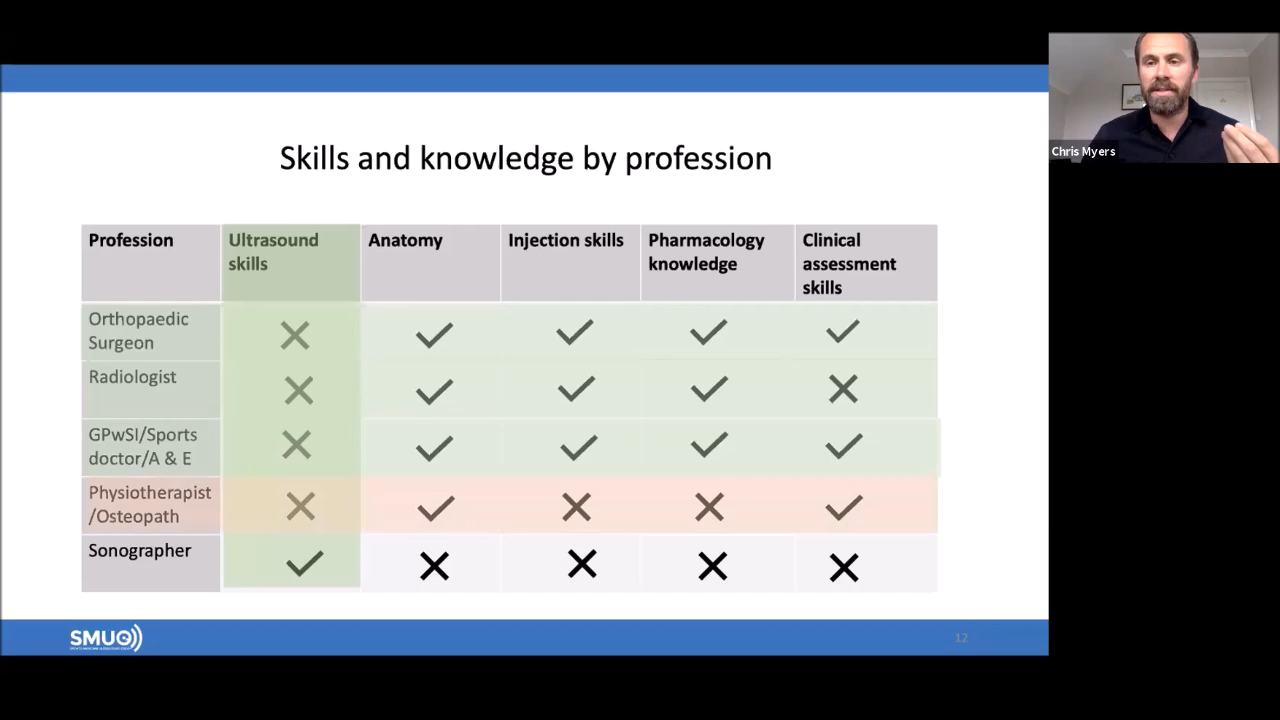 Chris Myers
Skills and knowledge by profession
Profession
Ultrasound
skills
Anatomy
Injection skills
Pharmacology
knowledge
Clinical
assessment
skills
Orthopaedic
Surgeon
Radiologist
GPwSI/Sports
doctor/A & E
Physiotherapist
/Osteopath
Sonographer
SMUG
12